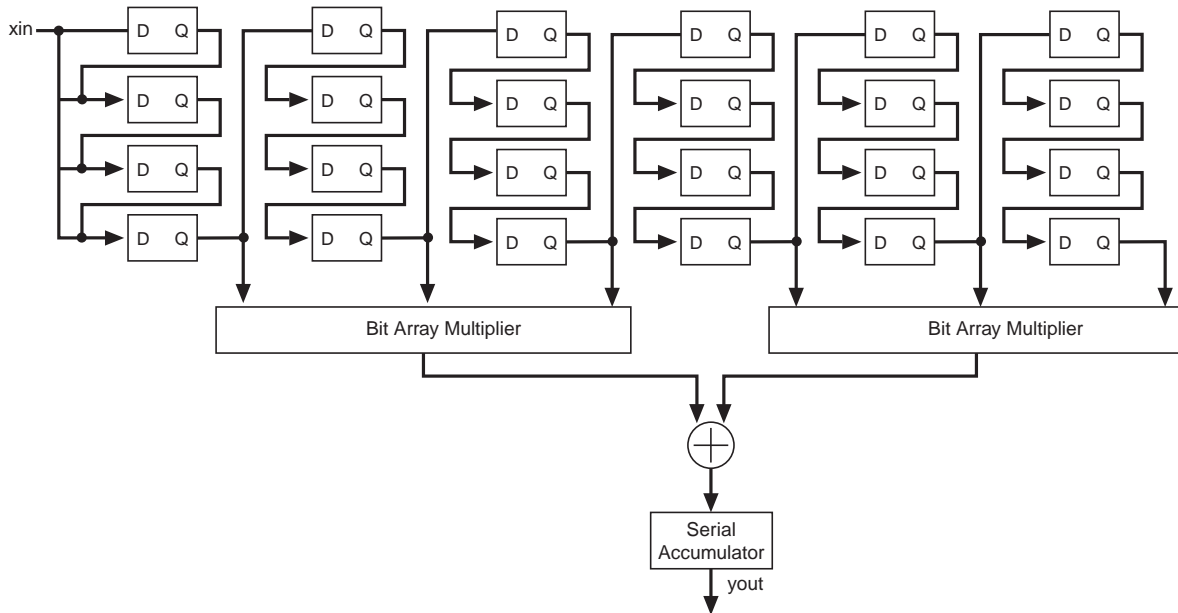 xin
D Q D Q D Q D Q D Q D Q
D Q D Q D Q D Q D Q D Q
D Q D Q D Q D Q D Q D Q
D Q D Q D Q D Q D Q D Q
Bit Array Multiplier Bit Array Multiplier
Serial
Accumulator
yout